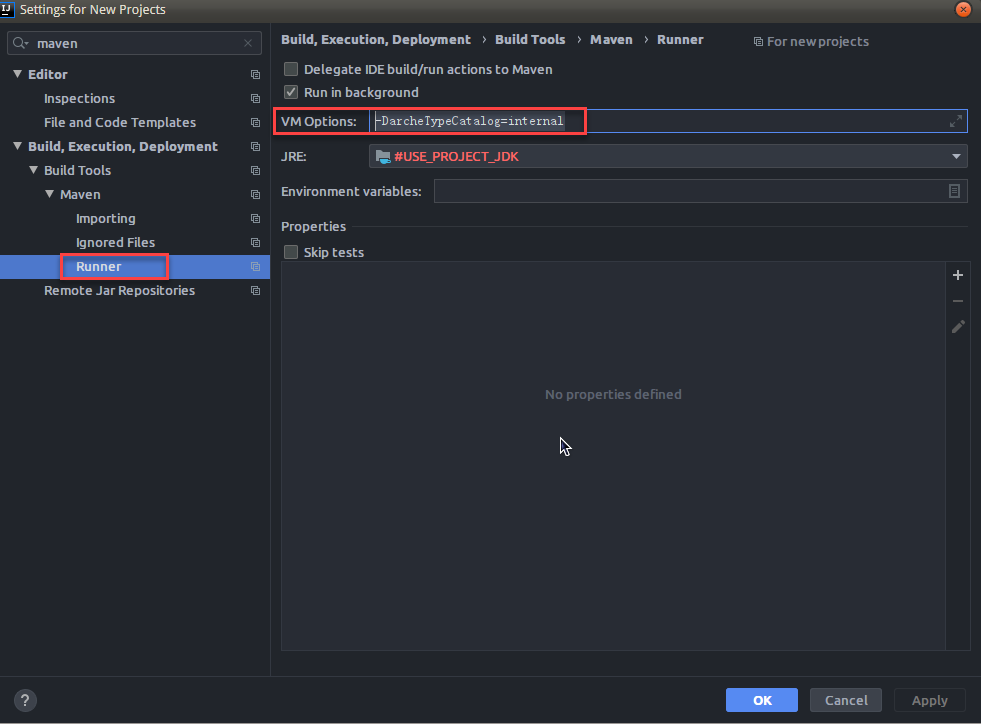 IJ Settings for New Projects
maven
Build, Execution, Deployment › Build Tools › Maven › Runner For new projects
Editor
Inspections
File and Code Templates
Build, Execution, Deployment
Build Tools
Maven
Importing
Ignored Files
Runner
Remote Jar Repositories
Delegate IDE build/run actions to Maven
Run in background
VM Options: -DarcheTypeCatalog=internal
JRE: #USE_PROJECT_JDK
Environment variables:
Properties
Skip tests
No properties defined
? OK Cancel Apply